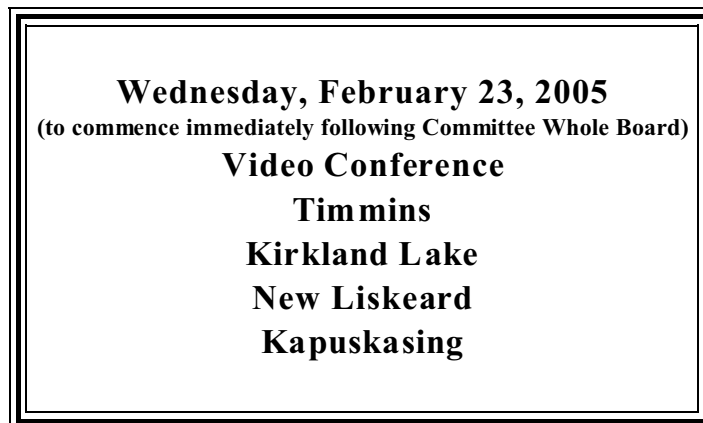 Wednesday, February 23, 2005
(to commence immediately following Committee Whole Board)
Video Conference
Timmins
Kirkland Lake
New Liskeard
Kapuskasing